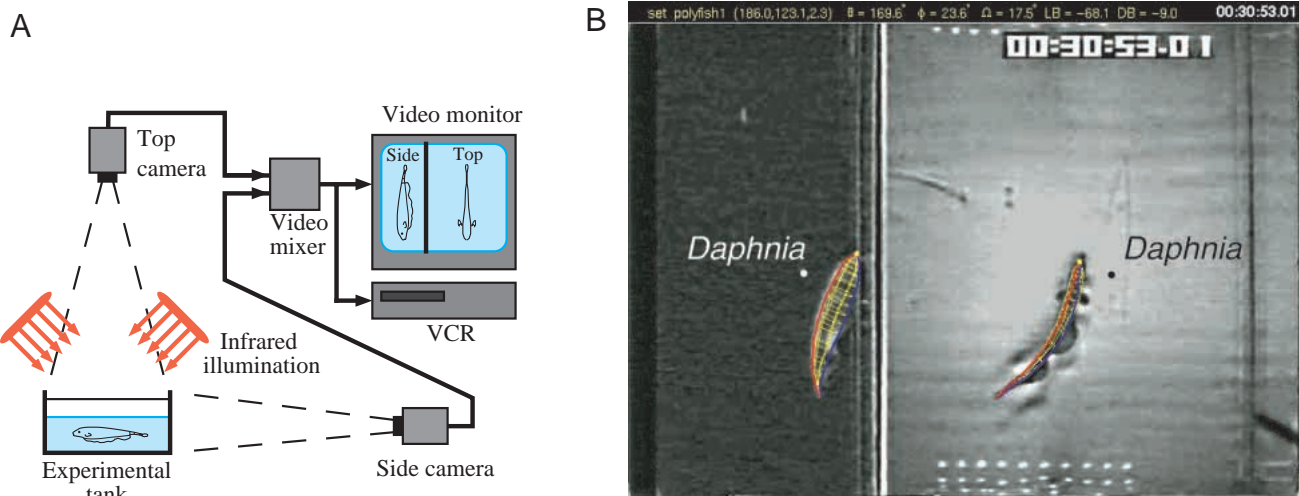 A
Top
camera
Video monitor
Side
Top
Video
mixer
VCR
Infrared
illumination
Experimental
tank
Side camera
B
set polyfish1 (186.0,123.1,2.3) θ = 169.6° ϕ = 23.6° Ω = 17.5° LB = −68.1 DB = −9.0 00:30:53.01
00:30:53-01
Daphnia
Daphnia